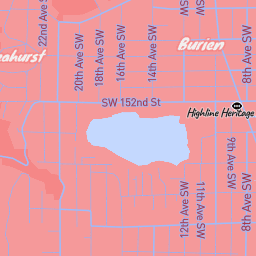 22nd Ave SW
20th Ave SW
18th Ave SW
16th Ave SW
14th Ave SW
Burien
8th Ave SW
eahurst
SW 152nd St
Highline Heritage
9th Ave SW
12th Ave SW
11th Ave SW
8th Ave SW